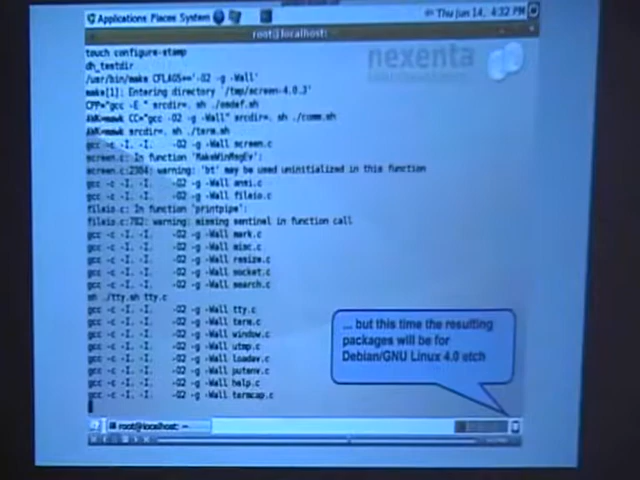 Applications Places System
Thu Jun 14, 4:32 PM
root@localhost: ~
nexenta
touch configure-stamp
dh_testdir
/usr/bin/make CFLAGS=='-O2 -g -Wall'
make[1]: Entering directory '/tmp/screen-4.0.3'
CPP="gcc -E " srcdir=. sh ./osdef.sh
AWK=mawk CC="gcc -O2 -g -Wall" srcdir=. sh ./comm.sh
AWK=mawk srcdir=. sh ./term.sh
gcc -c -I. -I. -O2 -g -Wall screen.c
screen.c: In function 'MakeWinMsgEv':
screen.c:2304: warning: 'bt' may be used uninitialized in this function
gcc -c -I. -I. -O2 -g -Wall ansi.c
gcc -c -I. -I. -O2 -g -Wall fileio.c
fileio.c: In function 'printpipe':
fileio.c:782: warning: missing sentinel in function call
gcc -c -I. -I. -O2 -g -Wall mark.c
gcc -c -I. -I. -O2 -g -Wall misc.c
gcc -c -I. -I. -O2 -g -Wall resize.c
gcc -c -I. -I. -O2 -g -Wall socket.c
gcc -c -I. -I. -O2 -g -Wall search.c
sh ./tty.sh tty.c
gcc -c -I. -I. -O2 -g -Wall tty.c
gcc -c -I. -I. -O2 -g -Wall term.c
gcc -c -I. -I. -O2 -g -Wall window.c
gcc -c -I. -I. -O2 -g -Wall utmp.c
gcc -c -I. -I. -O2 -g -Wall loadav.c
gcc -c -I. -I. -O2 -g -Wall putenv.c
gcc -c -I. -I. -O2 -g -Wall help.c
gcc -c -I. -I. -O2 -g -Wall termcap.c
... but this time the resulting
packages will be for
Debian/GNU Linux 4.0 etch
root@localhost: ~